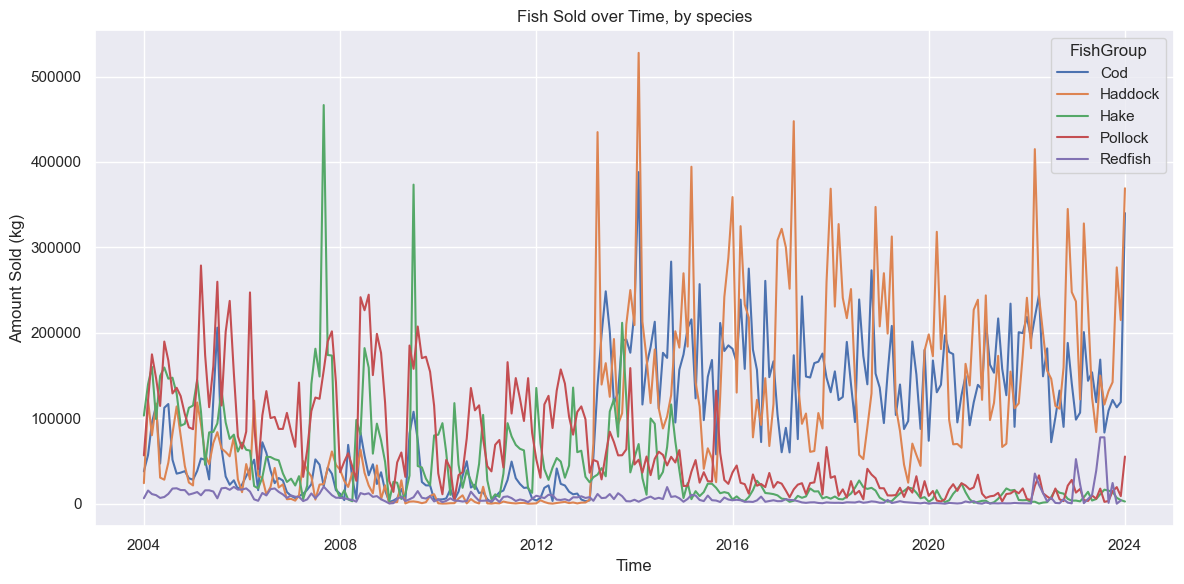 Fish Sold over Time, by species
FishGroup
Cod
Haddock
Hake
Pollock
Redfish
Amount Sold (kg)
500000
400000
300000
200000
100000
0
2004
2008
2012
2016
2020
2024
Time